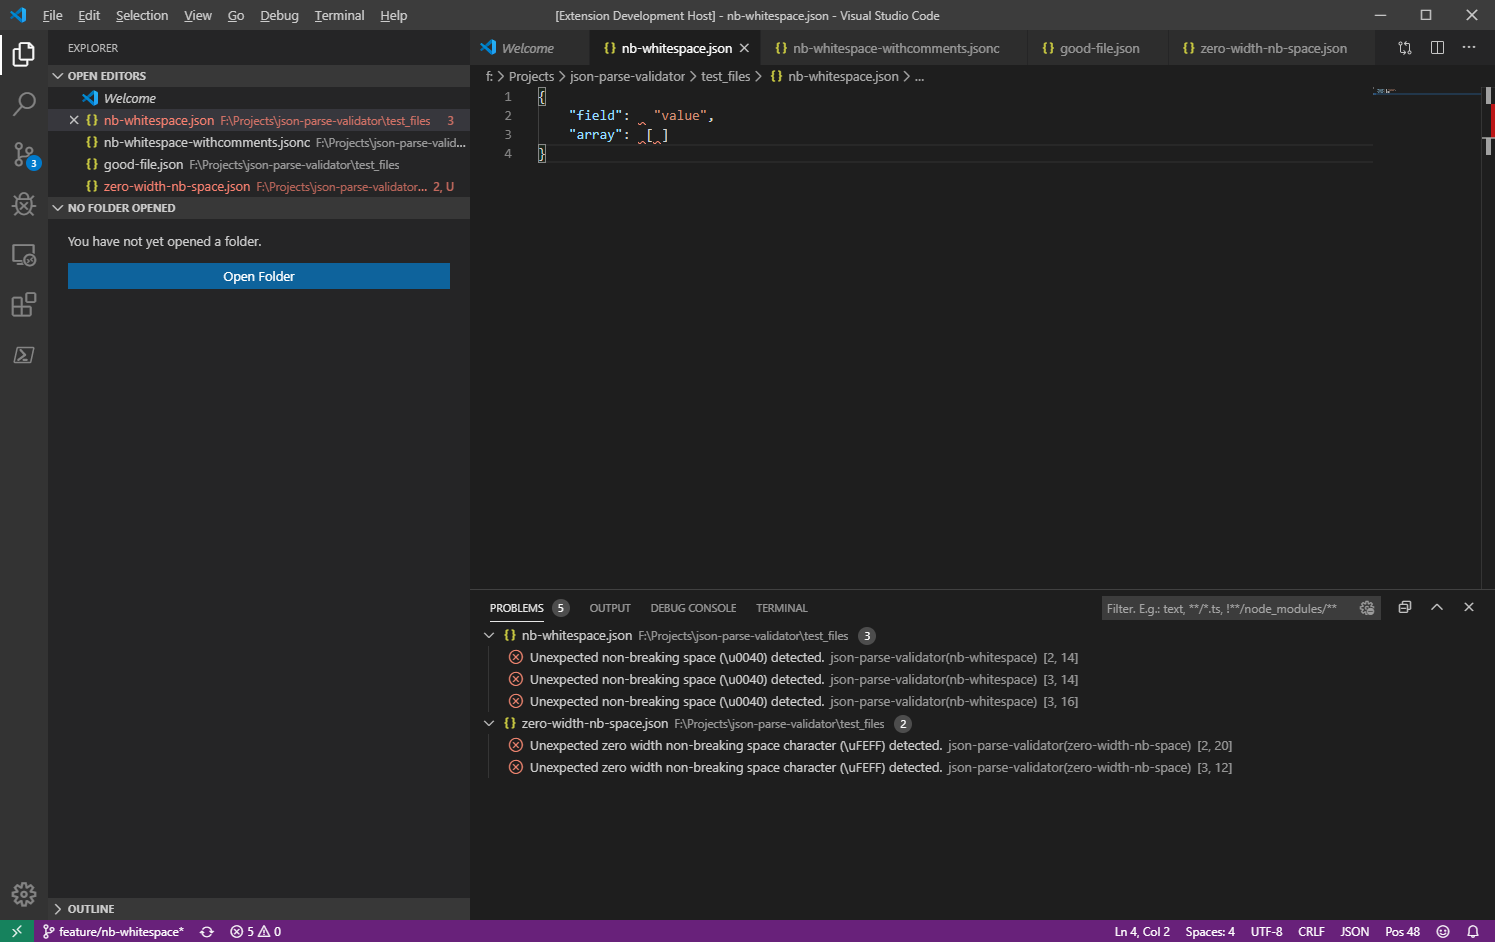 File Edit Selection View Go Debug Terminal Help [Extension Development Host] - nb-whitespace.json - Visual Studio Code
EXPLORER
OPEN EDITORS
Welcome
nb-whitespace.json F:\Projects\json-parse-validator\test_files 3
nb-whitespace-withcomments.jsonc F:\Projects\json-parse-valid...
good-file.json F:\Projects\json-parse-validator\test_files
zero-width-nb-space.json F:\Projects\json-parse-validator... 2, U
NO FOLDER OPENED
You have not yet opened a folder.
Open Folder
OUTLINE
3
Welcome nb-whitespace.json nb-whitespace-withcomments.jsonc good-file.json zero-width-nb-space.json
f: > Projects > json-parse-validator > test_files > {} nb-whitespace.json > ...
1 {
2 "field": "value",
3 "array": [ ]
4 }
PROBLEMS 5 OUTPUT DEBUG CONSOLE TERMINAL Filter. E.g.: text, **/*.ts, !**/node_modules/**
{} nb-whitespace.json F:\Projects\json-parse-validator\test_files 3
Unexpected non-breaking space (\u0040) detected. json-parse-validator(nb-whitespace) [2, 14]
Unexpected non-breaking space (\u0040) detected. json-parse-validator(nb-whitespace) [3, 14]
Unexpected non-breaking space (\u0040) detected. json-parse-validator(nb-whitespace) [3, 16]
{} zero-width-nb-space.json F:\Projects\json-parse-validator\test_files 2
Unexpected zero width non-breaking space character (\uFEFF) detected. json-parse-validator(zero-width-nb-space) [2, 20]
Unexpected zero width non-breaking space character (\uFEFF) detected. json-parse-validator(zero-width-nb-space) [3, 12]
feature/nb-whitespace* 5 0 Ln 4, Col 2 Spaces: 4 UTF-8 CRLF JSON Pos 48